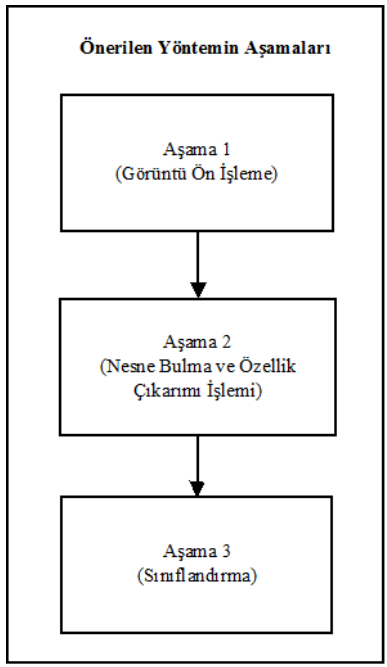 Önerilen Yöntemin Aşamaları
Aşama 1
(Görüntü Ön İşleme)
Aşama 2
(Nesne Bulma ve Özellik
Çıkarımı İşlemi)
Aşama 3
(Sınıflandırma)